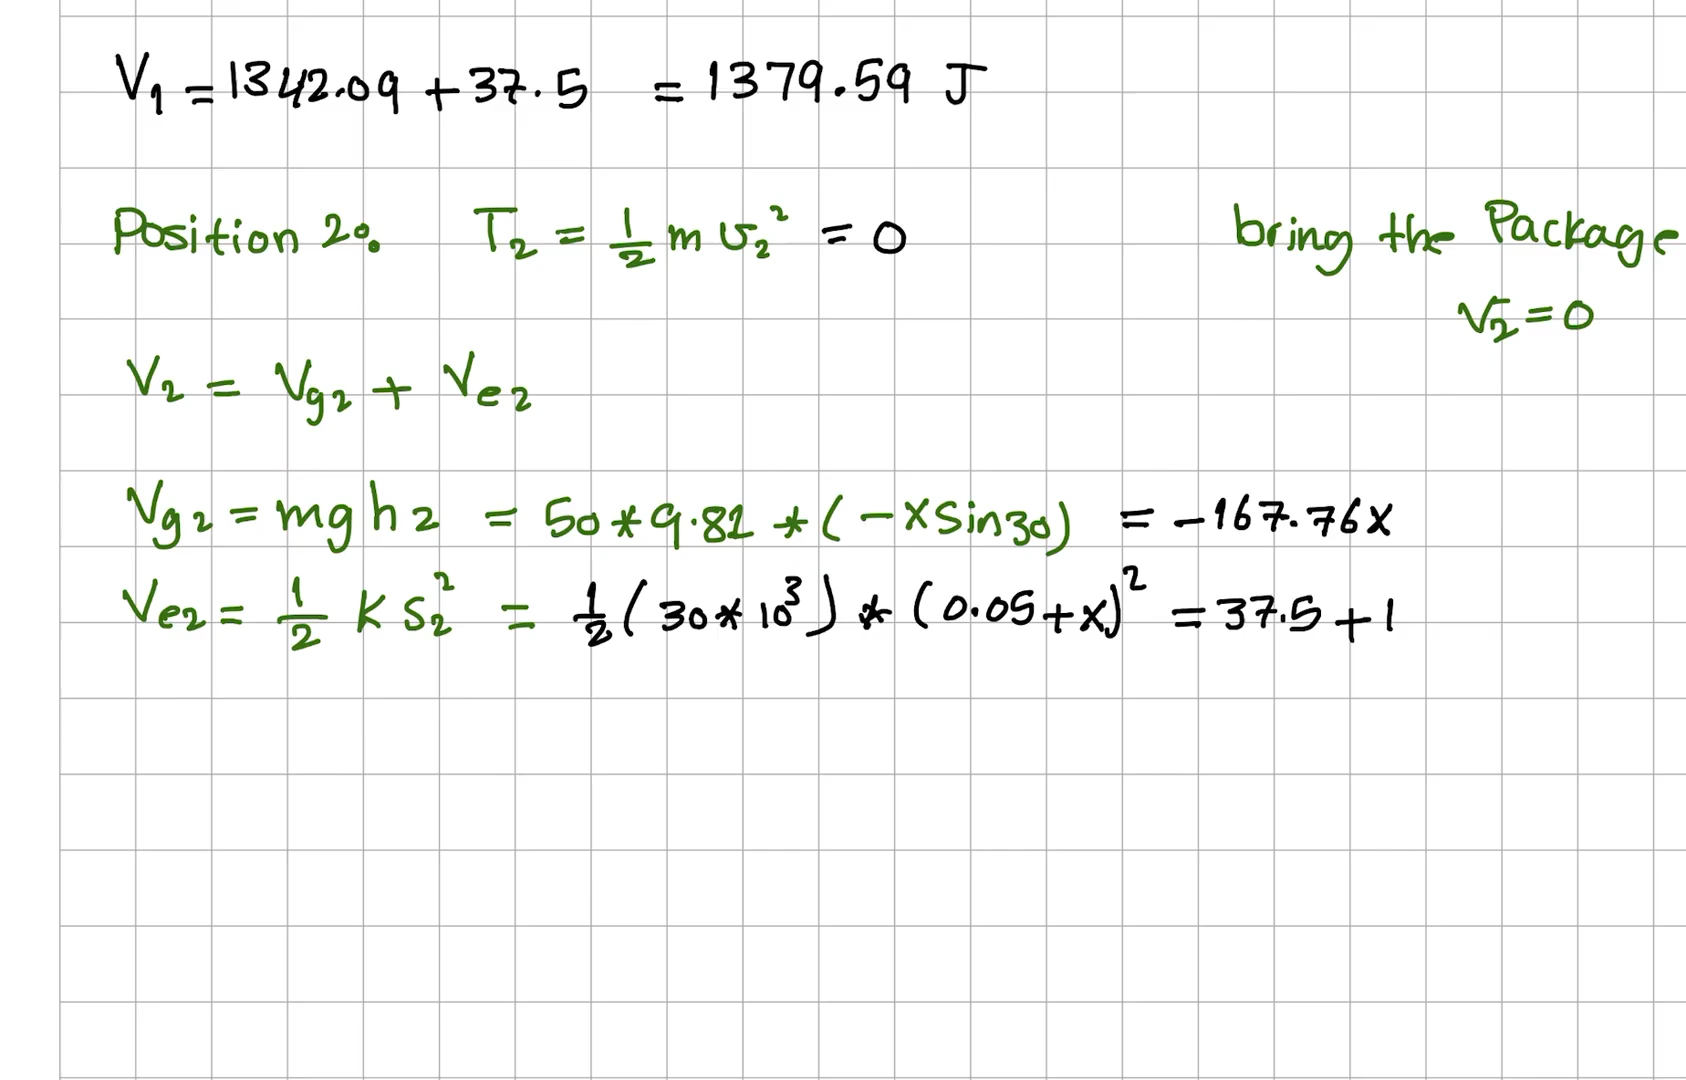 V₁ = 1342.09 + 37.5 = 1379.59 J
Position 2: T₂ = 1/2 m v₂² = 0
bring the Package
v₂ = 0
V₂ = Vg₂ + Ve₂
Vg₂ = mgh₂ = 50*9.81*(-x sin30) = -167.76x
Ve₂ = 1/2 K S₂² = 1/2 (30*10³)*(0.05+x)² = 37.5 + 1